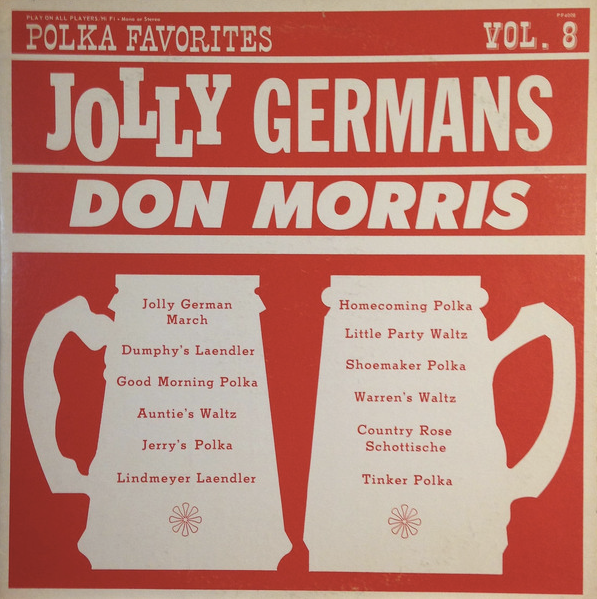 PLAY ON ALL PLAYERS/Hi Fi - Mono or Stereo
POLKA FAVORITES
VOL. 8
JOLLY GERMANS
DON MORRIS
Jolly German
March
Dumphy's Laendler
Good Morning Polka
Auntie's Waltz
Jerry's Polka
Lindmeyer Laendler
Homecoming Polka
Little Party Waltz
Shoemaker Polka
Warren's Waltz
Country Rose
Schottische
Tinker Polka